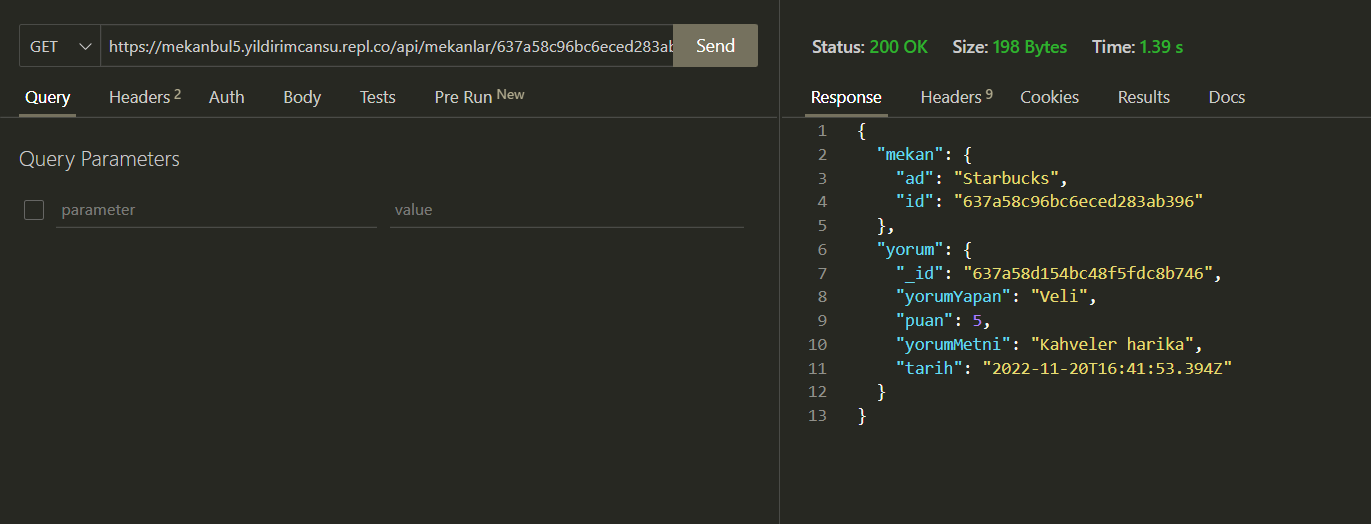 GET https://mekanbul5.yildirimcansu.repl.co/api/mekanlar/637a58c96bc6eced283ab Send
Query Headers 2 Auth Body Tests Pre Run New
Query Parameters
parameter value
Status: 200 OK Size: 198 Bytes Time: 1.39 s
Response Headers 9 Cookies Results Docs
1 {
2 "mekan": {
3 "ad": "Starbucks",
4 "id": "637a58c96bc6eced283ab396"
5 },
6 "yorum": {
7 "_id": "637a58d154bc48f5fdc8b746",
8 "yorumYapan": "Veli",
9 "puan": 5,
10 "yorumMetni": "Kahveler harika",
11 "tarih": "2022-11-20T16:41:53.394Z"
12 }
13 }